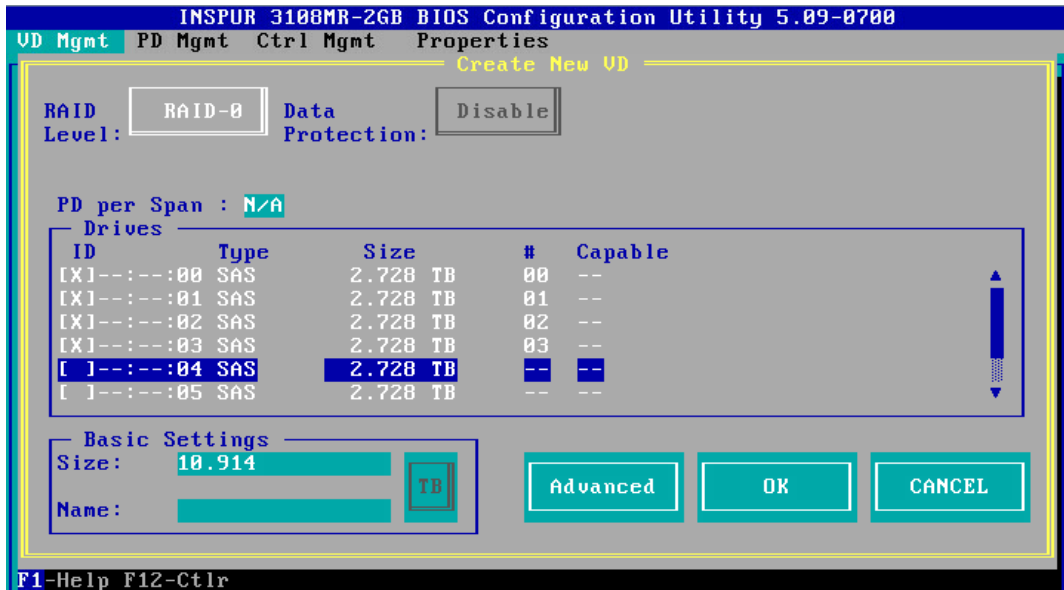 INSPUR 3108MR-2GB BIOS Configuration Utility 5.09-0700
VD Mgmt PD Mgmt Ctrl Mgmt Properties
Create New VD
RAID Level: RAID-0 Data Protection: Disable
PD per Span : N/A
Drives
ID Type Size # Capable
[X]--:--:00 SAS 2.728 TB 00 --
[X]--:--:01 SAS 2.728 TB 01 --
[X]--:--:02 SAS 2.728 TB 02 --
[X]--:--:03 SAS 2.728 TB 03 --
[ ]--:--:04 SAS 2.728 TB -- --
[ ]--:--:05 SAS 2.728 TB -- --
Basic Settings
Size: 10.914 TB
Name:
Advanced OK CANCEL
F1-Help F12-Ctlr